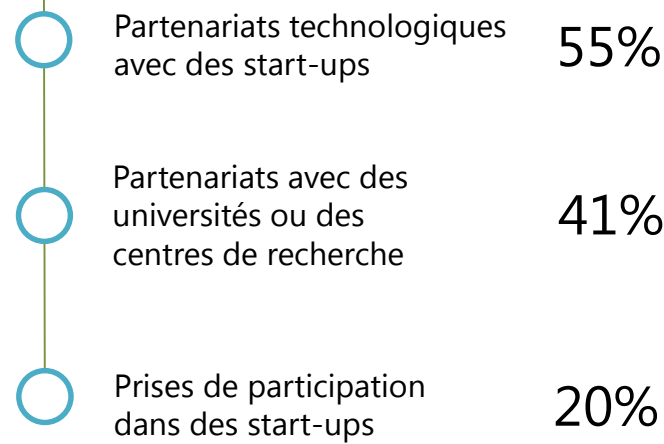 Partenariats technologiques
avec des start-ups
55%
Partenariats avec des
universités ou des
centres de recherche
41%
Prises de participation
dans des start-ups
20%